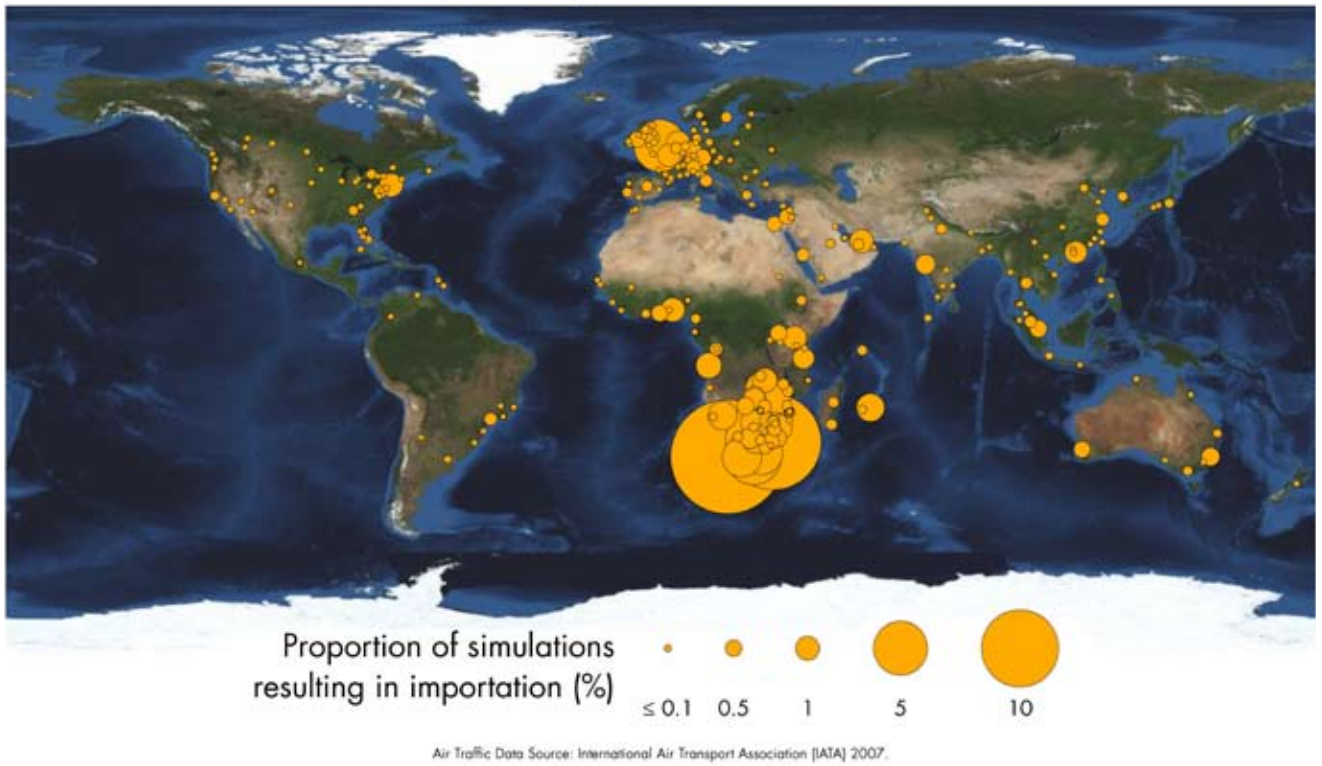 Proportion of simulations
resulting in importation (%)
≤ 0.1 0.5 1 5 10
Air Traffic Data Source: International Air Transport Association [IATA] 2007.